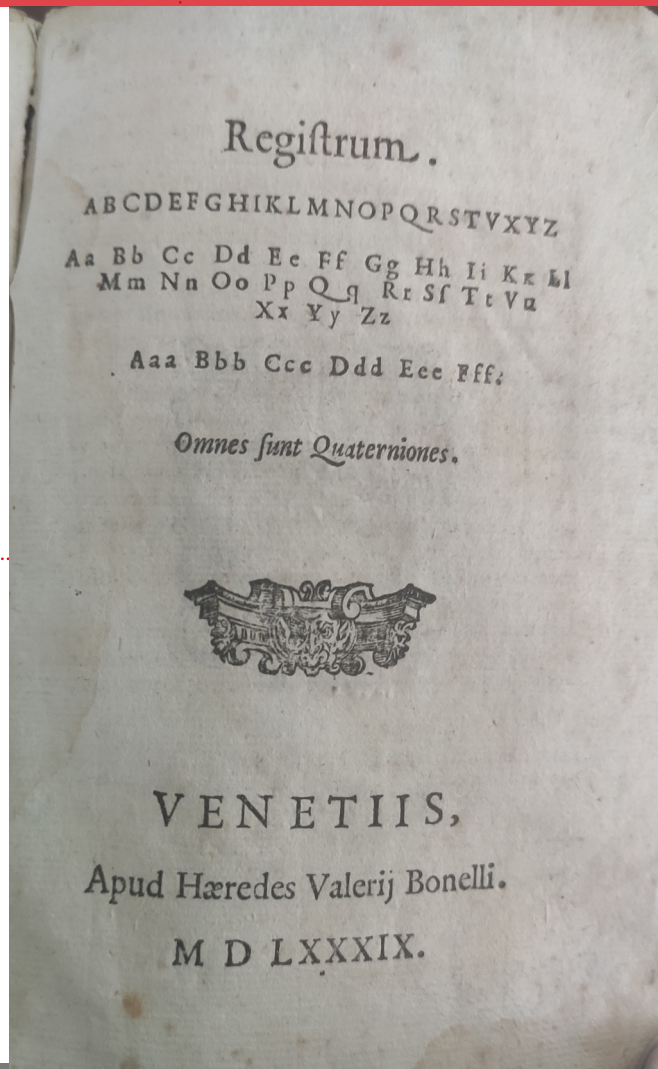 Regiſtrum.
ABCDEFGHIKLMNOPQRSTVXYZ
Aa Bb Cc Dd Ee Ff Gg Hh Ii Kk Ll
Mm Nn Oo Pp Qq Rr Sſ Tt Vu
Xx Yy Zz
Aaa Bbb Ccc Ddd Eee Fff.
Omnes ſunt Quaterniones.
VENETIIS,
Apud Hæredes Valerij Bonelli.
M D LXXXIX.